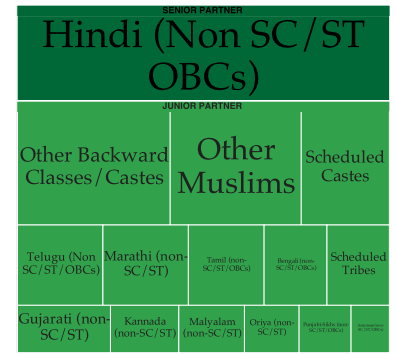 SENIOR PARTNER
Hindi (Non SC/ST
OBCs)
JUNIOR PARTNER
Other Backward
Classes/Castes
Other
Muslims
Scheduled
Castes
Telugu (Non
SC/ST/OBCs)
Marathi (non-
SC/ST)
Tamil (non-
SC/ST/OBCs)
Bengali (non-
SC/ST/OBCs)
Scheduled
Tribes
Gujarati (non-
SC/ST)
Kannada
(non-SC/ST)
Malyalam
(non-SC/ST)
Oriya (non-
SC/ST)